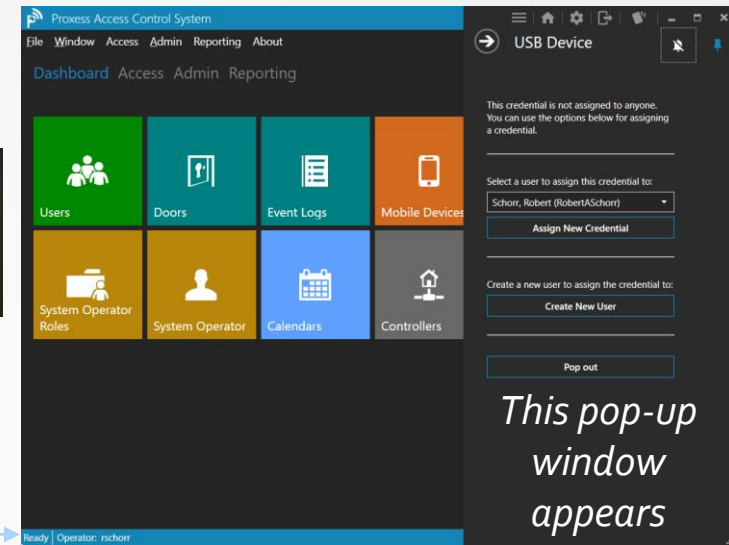 Proxess Access Control System
File Window Access Admin Reporting About
Dashboard Access Admin Reporting
Users
Doors
Event Logs
Mobile Devices
System Operator
Roles
System Operator
Calendars
Controllers
USB Device
This credential is not assigned to anyone.
You can use the options below for assigning
a credential.
Select a user to assign this credential to:
Schorr, Robert (RobertASchorr)
Assign New Credential
Create a new user to assign the credential to:
Create New User
Pop out
This pop-up
window
appears
Ready Operator: rschorr